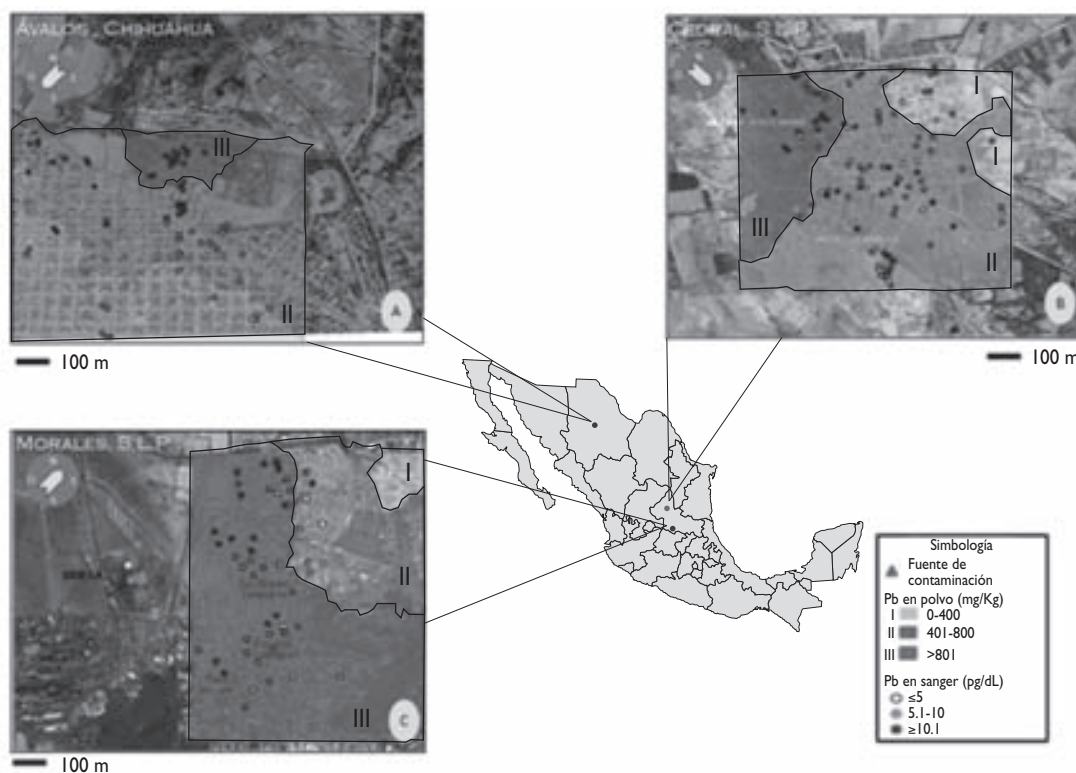 ÁVALOS, CHIHUAHUA
III
II
A
100 m
CEDRAL, S.L.P.
I
I
III
II
B
100 m
MORALES, S.L.P.
I
II
III
C
100 m
Simbología
Fuente de
contaminación
Pb en polvo (mg/Kg)
I 0-400
II 401-800
III >801
Pb en sanger (pg/dL)
≤5
5.1-10
≥10.1